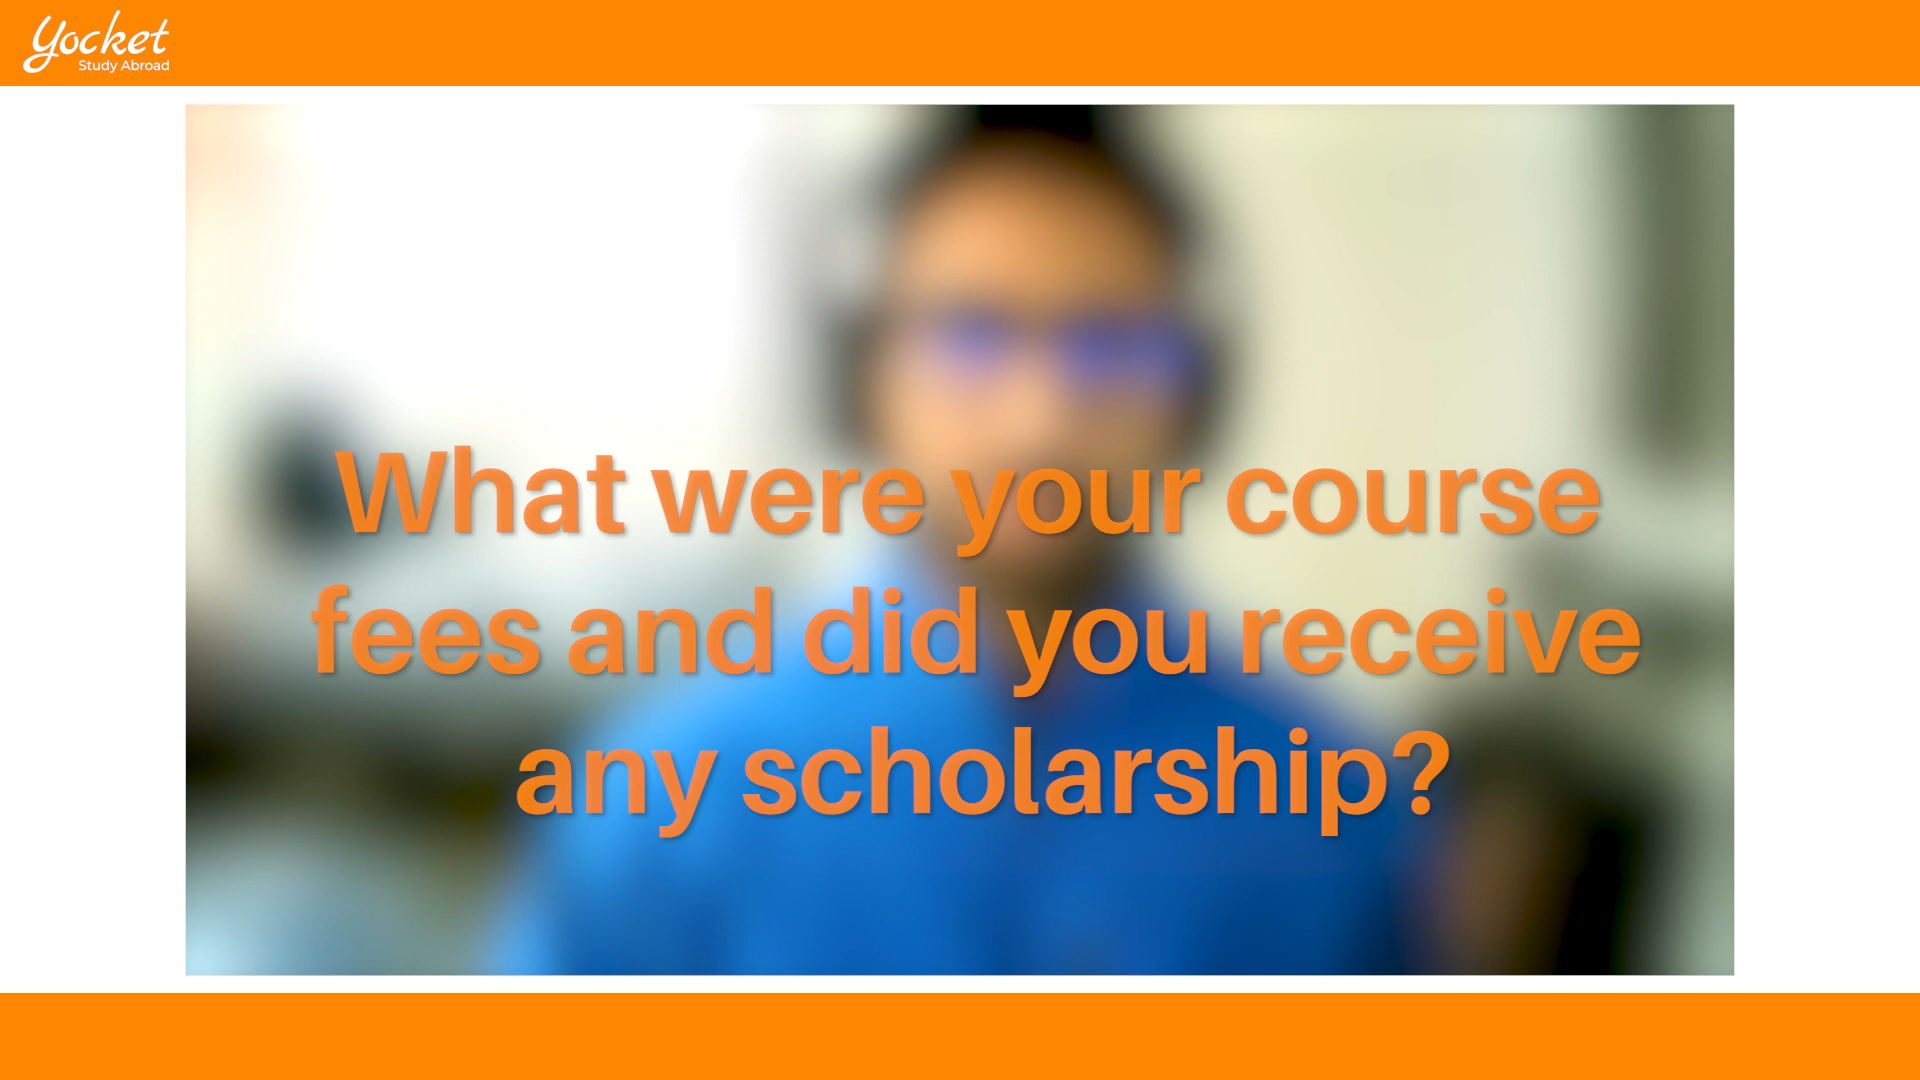 Yocket
Study Abroad
What were your course
fees and did you receive
any scholarship?